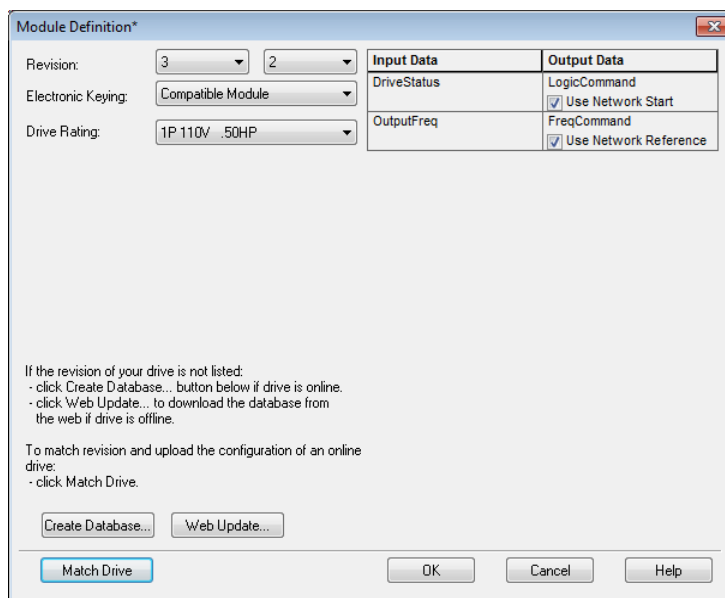 Module Definition*
Revision: 3 2
Electronic Keying: Compatible Module
Drive Rating: 1P 110V .50HP
Input Data Output Data
DriveStatus LogicCommand
Use Network Start
OutputFreq FreqCommand
Use Network Reference
If the revision of your drive is not listed:
- click Create Database... button below if drive is online.
- click Web Update... to download the database from
the web if drive is offline.
To match revision and upload the configuration of an online
drive:
- click Match Drive.
Create Database... Web Update...
Match Drive OK Cancel Help